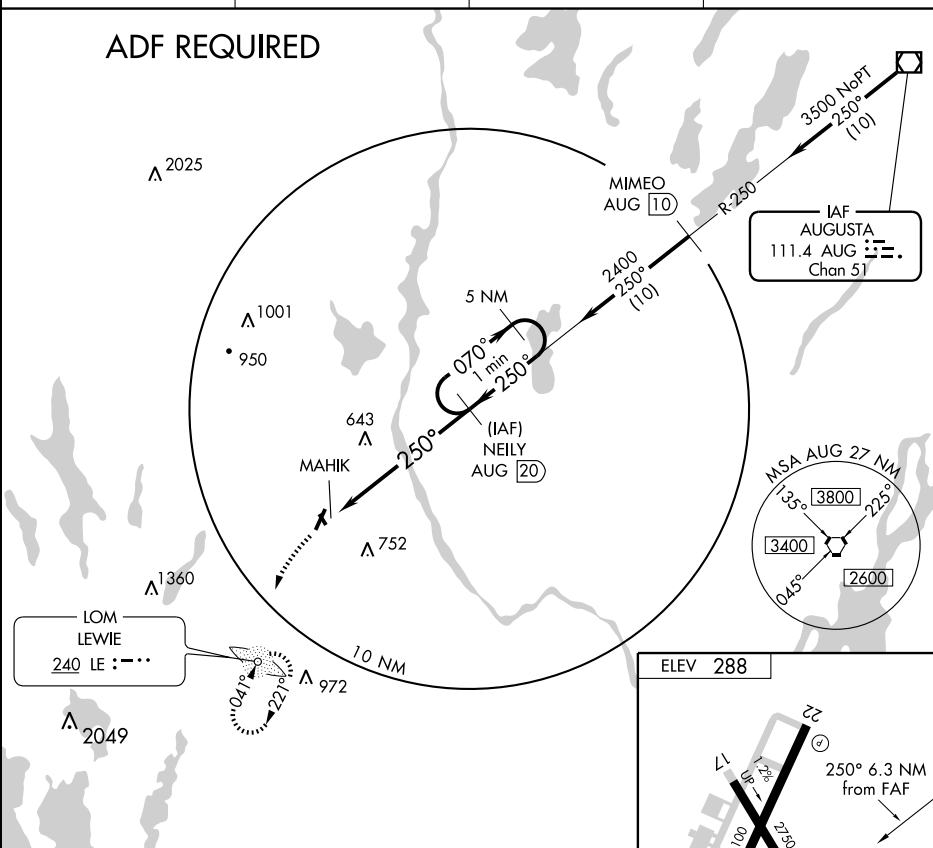 ADF REQUIRED
3500 NoPT
250°
(10)
2025
MIMEO
AUG 10
R-250
IAF
AUGUSTA
111.4 AUG
Chan 51
2400
250°
(10)
5 NM
1001
950
070°
1 min
250°
643
250°
(IAF)
NEILY
AUG 20
MAHIK
MSA AUG 27 NM
135°
3800
225°
3400
045°
2600
752
1360
LOM
LEWIE
240 LE
10 NM
972
041°
221°
2049
ELEV 288
22
17
P
1.2%
UP
250° 6.3 NM
from FAF
100
2750